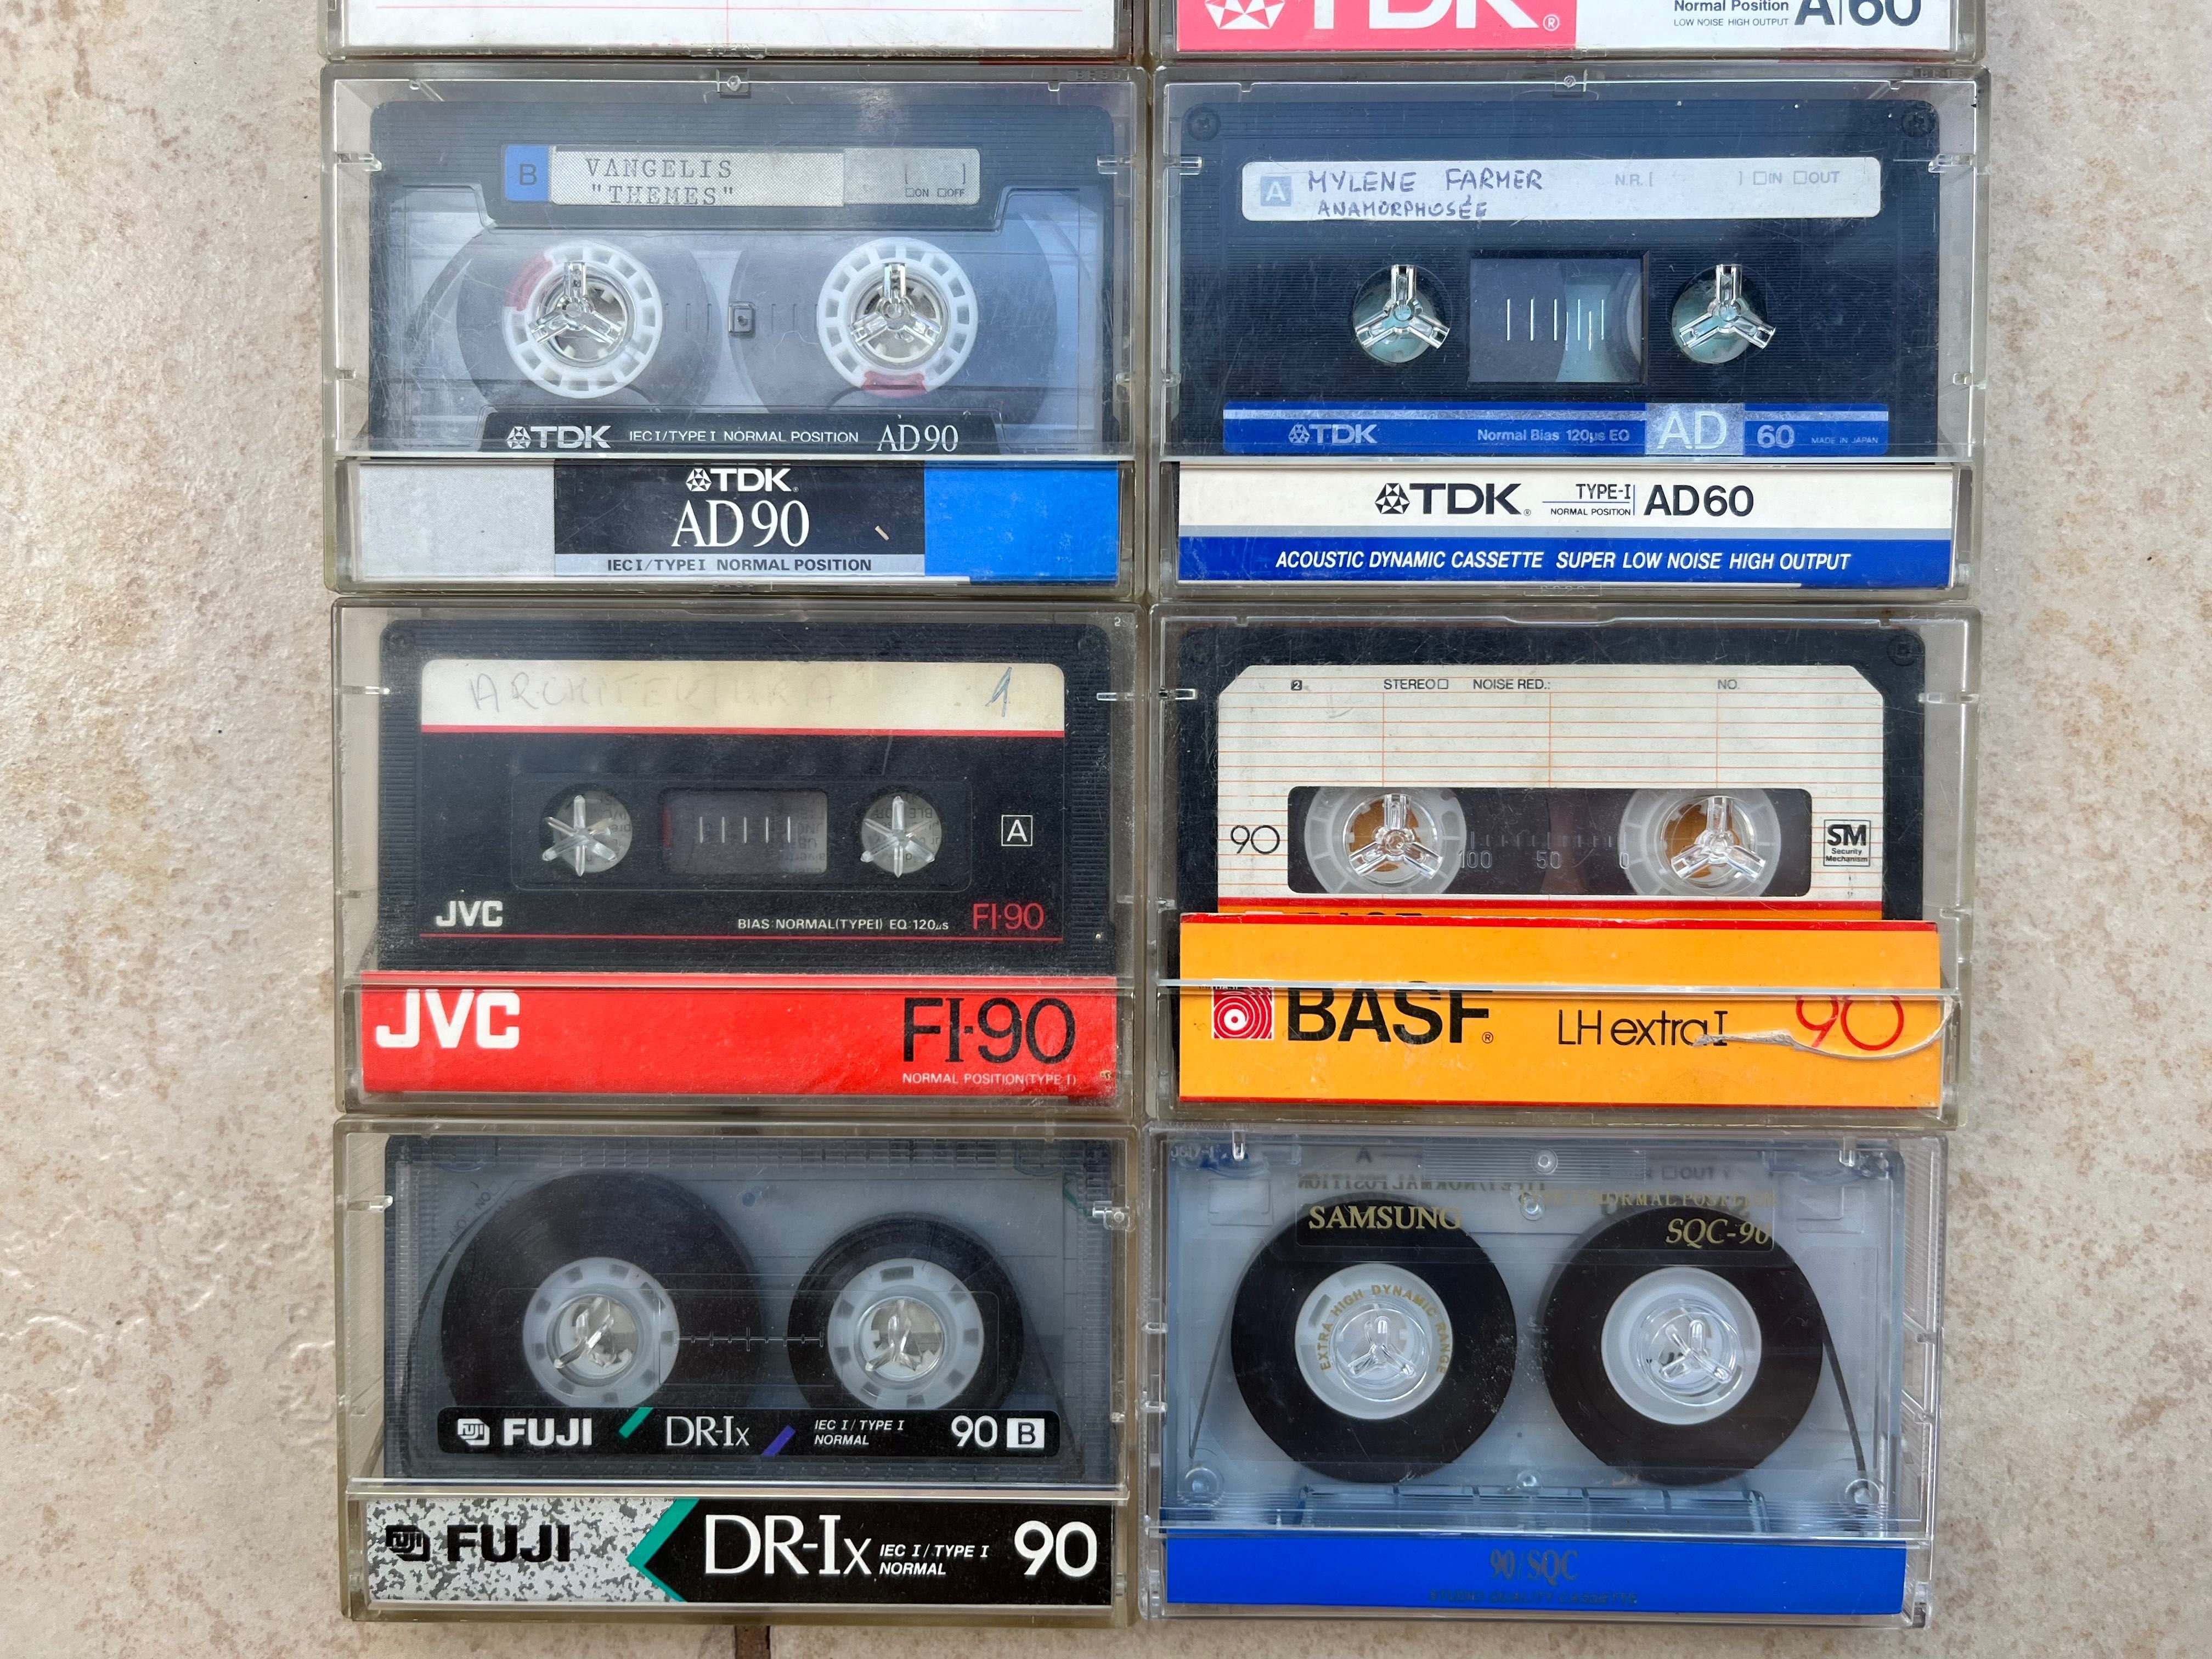 TDK®
Normal Position
LOW NOISE HIGH OUTPUT
A60
B
VANGELIS
"THEMES"
[ ]
□ON □OFF
TDK IEC I/TYPE I NORMAL POSITION AD90
TDK®
AD90
IEC I/TYPE I NORMAL POSITION
A MYLENE FARMER N.R. [ ] □IN □OUT
ANAMORPHOSÉE
TDK Normal Bias 120µs EQ AD 60 MADE IN JAPAN
TDK® TYPE-I AD60
NORMAL POSITION
ACOUSTIC DYNAMIC CASSETTE SUPER LOW NOISE HIGH OUTPUT
ARCHITEKTURA 1
A
JVC BIAS:NORMAL(TYPE I) EQ:120µs FI-90
JVC FI-90
NORMAL POSITION(TYPE I)
2 STEREO□ NOISE RED.: NO.
90 100 50 0 SM
Security
Mechanism
BASF® LH extra I 90
FUJI DR-Ix IEC I/TYPE I
NORMAL 90 B
FUJI DR-Ix IEC I/TYPE I
NORMAL 90
SAMSUNG
SQC-90
EXTRA HIGH DYNAMIC RANGE
90/SQC